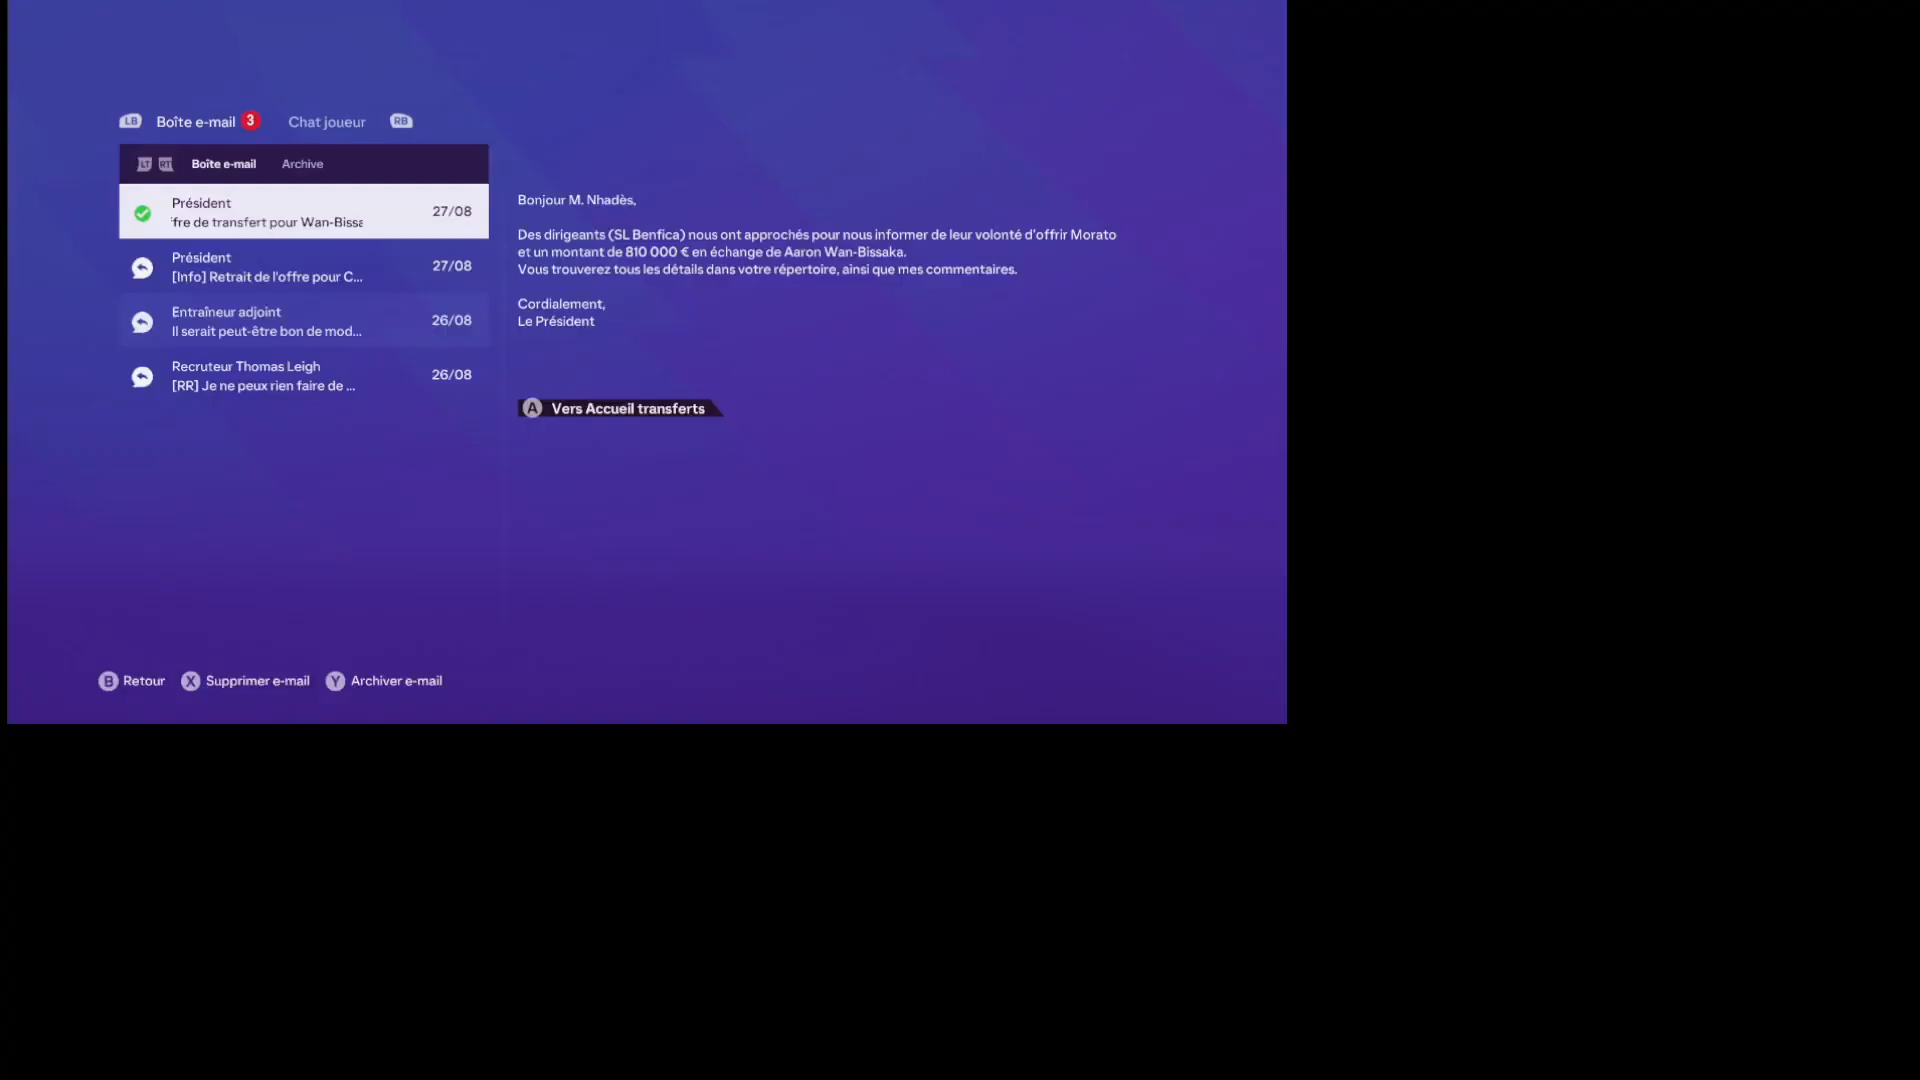 LB Boîte e-mail 3 Chat joueur RB
LT RT Boîte e-mail Archive
Président
fre de transfert pour Wan-Bissa
27/08
Président
[Info] Retrait de l'offre pour C...
27/08
Entraîneur adjoint
Il serait peut-être bon de mod...
26/08
Recruteur Thomas Leigh
[RR] Je ne peux rien faire de ...
26/08
Bonjour M. Nhadès,
Des dirigeants (SL Benfica) nous ont approchés pour nous informer de leur volonté d'offrir Morato
et un montant de 810 000 € en échange de Aaron Wan-Bissaka.
Vous trouverez tous les détails dans votre répertoire, ainsi que mes commentaires.
Cordialement,
Le Président
A Vers Accueil transferts
B Retour X Supprimer e-mail Y Archiver e-mail